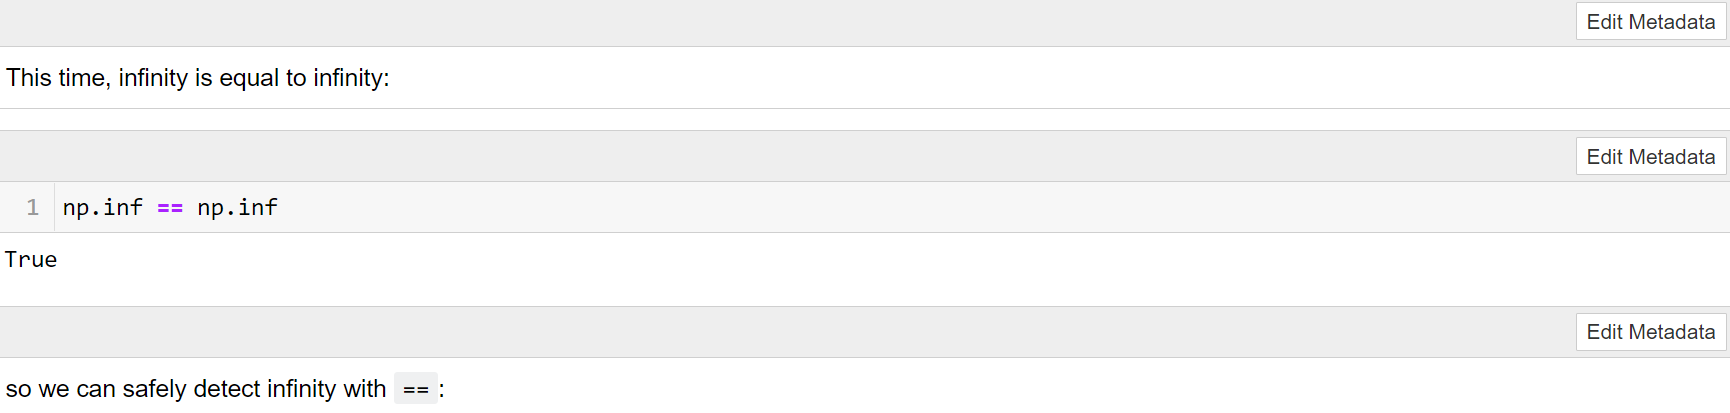 Edit Metadata
This time, infinity is equal to infinity:
Edit Metadata
1 np.inf == np.inf
True
Edit Metadata
so we can safely detect infinity with ==: